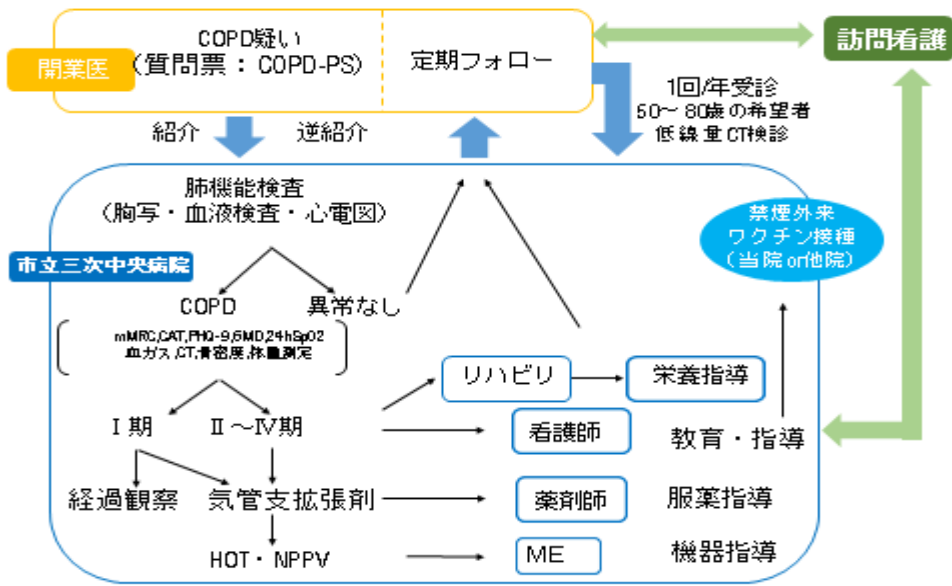 開業医
COPD疑い
(質問票：COPD-PS)
定期フォロー
訪問看護
1回/年受診
50～80歳の希望者
低線量CT検診
紹介
逆紹介
肺機能検査
(胸写・血液検査・心電図)
禁煙外来
ワクチン接種
(当院or他院)
市立三次中央病院
COPD
異常なし
mMRC,CAT,PHQ-9,6MD,24hSpO2
血ガス,CT,骨密度,体組測定
リハビリ
栄養指導
Ⅰ期
Ⅱ～Ⅳ期
看護師
教育・指導
経過観察
気管支拡張剤
薬剤師
服薬指導
HOT・NPPV
ME
機器指導